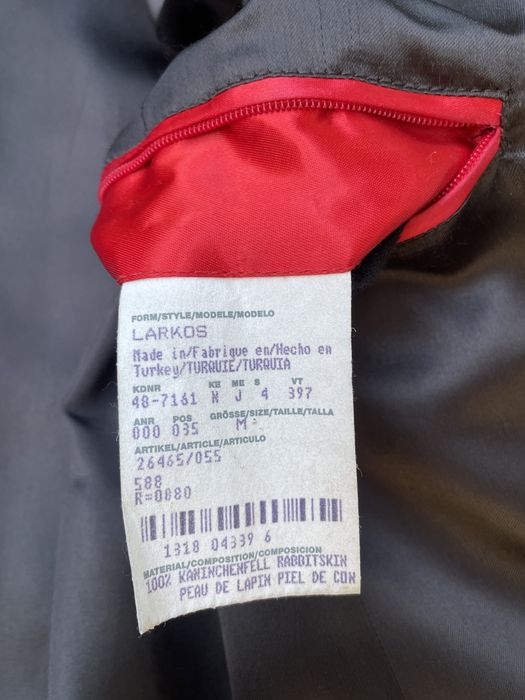 FORM/STYLE/MODELE/MODELO
LARKOS
Made in/Fabrique en/Hecho en
Turkey/TURQUIE/TURQUIA
KDNR KE ME S VT
48-7161 N J 4 397
ANR POS GRÖSSE/SIZE/TAILLE/TALLA
000 035 M
ARTIKEL/ARTICLE/ARTICULO
26465/055
588
R=0080
1318 04339 6
MATERIAL/COMPOSITION/COMPOSICION
100% KANINCHENFELL RABBITSKIN
PEAU DE LAPIN PIEL DE CON